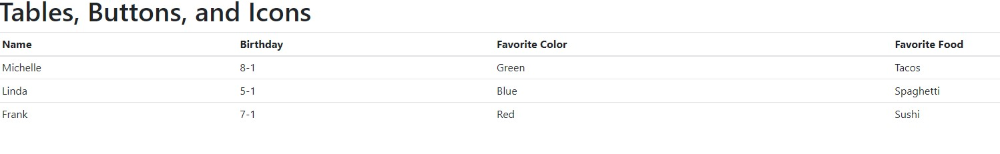 Tables, Buttons, and Icons
Name Birthday Favorite Color Favorite Food
Michelle 8-1 Green Tacos
Linda 5-1 Blue Spaghetti
Frank 7-1 Red Sushi